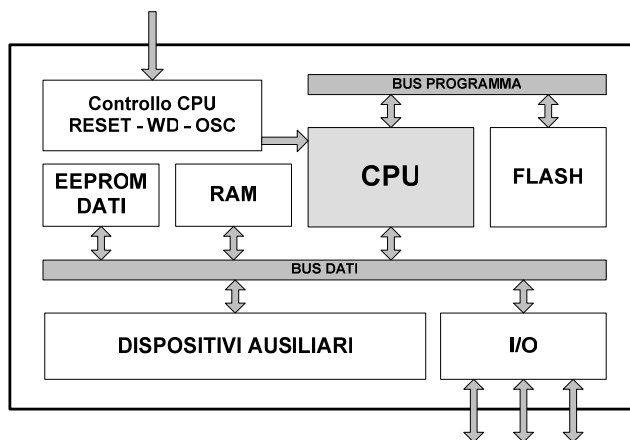 BUS PROGRAMMA
Controllo CPU
RESET - WD - OSC
CPU
FLASH
EEPROM
DATI
RAM
BUS DATI
DISPOSITIVI AUSILIARI
I/O